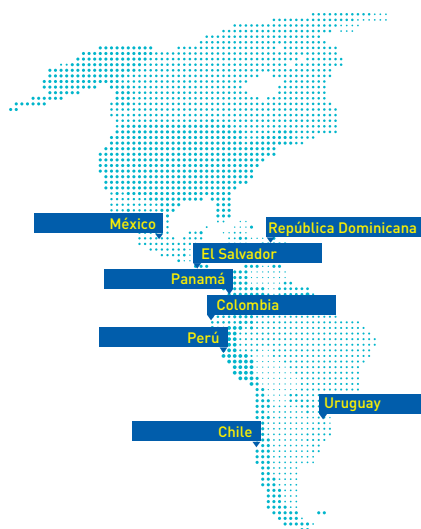 México
República Dominicana
El Salvador
Panamá
Colombia
Perú
Uruguay
Chile